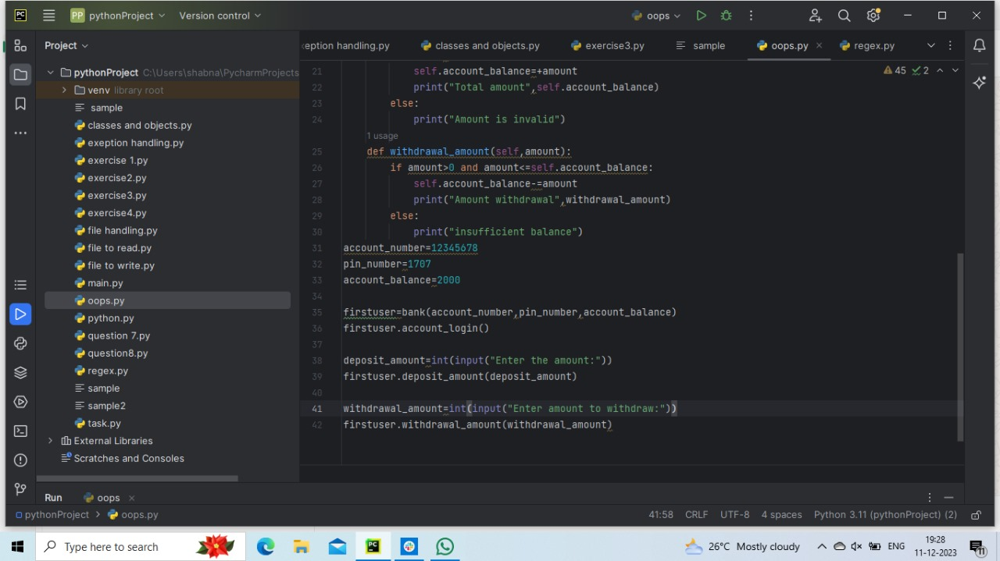 PC
PP pythonProject
Version control
oops
Project
exeption handling.py
classes and objects.py
exercise3.py
sample
oops.py
regex.py
pythonProject C:\Users\shabna\PycharmProjects
venv library root
sample
classes and objects.py
exeption handling.py
exercise 1.py
exercise2.py
exercise3.py
exercise4.py
file handling.py
file to read.py
file to write.py
main.py
oops.py
python.py
question 7.py
question8.py
regex.py
sample
sample2
task.py
External Libraries
Scratches and Consoles
45 2
21 self.account_balance=+amount
22 print("Total amount",self.account_balance)
23 else:
24 print("Amount is invalid")
1 usage
25 def withdrawal_amount(self,amount):
26 if amount>0 and amount<=self.account_balance:
27 self.account_balance-=amount
28 print("Amount withdrawal",withdrawal_amount)
29 else:
30 print("insufficient balance")
31 account_number=12345678
32 pin_number=1707
33 account_balance=2000
34
35 firstuser=bank(account_number,pin_number,account_balance)
36 firstuser.account_login()
37
38 deposit_amount=int(input("Enter the amount:"))
39 firstuser.deposit_amount(deposit_amount)
40
41 withdrawal_amount=int(input("Enter amount to withdraw:"))
42 firstuser.withdrawal_amount(withdrawal_amount)
Run oops
pythonProject > oops.py
41:58 CRLF UTF-8 4 spaces Python 3.11 (pythonProject) (2)
Type here to search
PC
26°C Mostly cloudy
ENG
19:28
11-12-2023
11